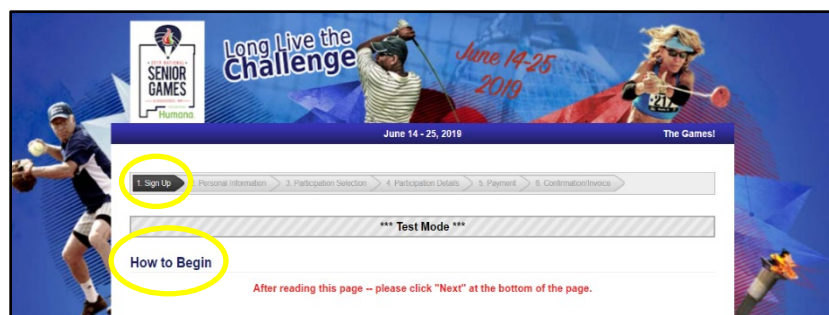 2019 NATIONAL
SENIOR
GAMES
Humana
Long Live the
Challenge
June 14-25
2019
217
June 14 - 25, 2019 The Games!
1. Sign Up 2. Personal Information 3. Participation Selection 4. Participation Details 5. Payment 6. Confirmation/Invoice
*** Test Mode ***
How to Begin
After reading this page -- please click "Next" at the bottom of the page.